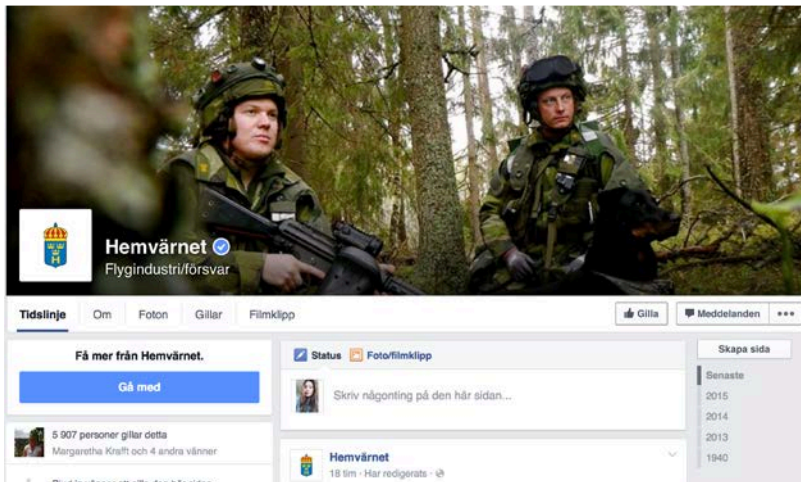 Hemvärnet
Flygindustri/försvar
Tidslinje Om Foton Gillar Filmklipp
Gilla Meddelanden
Få mer från Hemvärnet.
Gå med
5 907 personer gillar detta
Margaretha Krafft och 4 andra vänner
Status Foto/filmklipp
Skriv någonting på den här sidan...
Hemvärnet
18 tim · Har redigerats ·
Skapa sida
Senaste
2015
2014
2013
1940